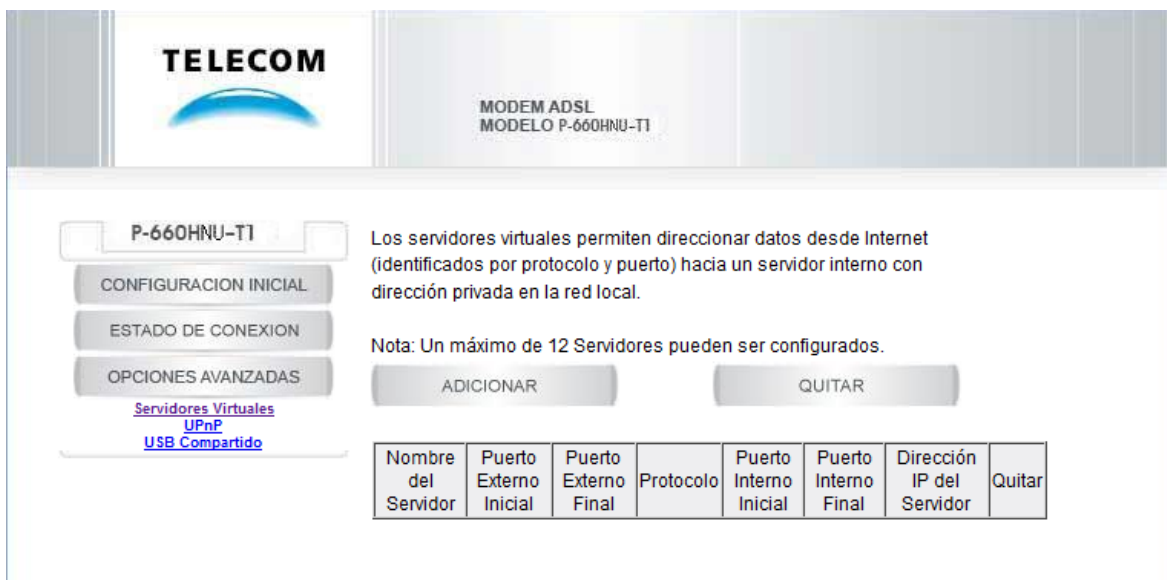 TELECOM
MODEM ADSL
MODELO P-660HNU-T1
P-660HNU-T1
CONFIGURACION INICIAL
ESTADO DE CONEXION
OPCIONES AVANZADAS
Servidores Virtuales
UPnP
USB Compartido
Los servidores virtuales permiten direccionar datos desde Internet
(identificados por protocolo y puerto) hacia un servidor interno con
dirección privada en la red local.
Nota: Un máximo de 12 Servidores pueden ser configurados.
ADICIONAR
QUITAR
Nombre del Servidor
Puerto Externo Inicial
Puerto Externo Final
Protocolo
Puerto Interno Inicial
Puerto Interno Final
Dirección IP del Servidor
Quitar